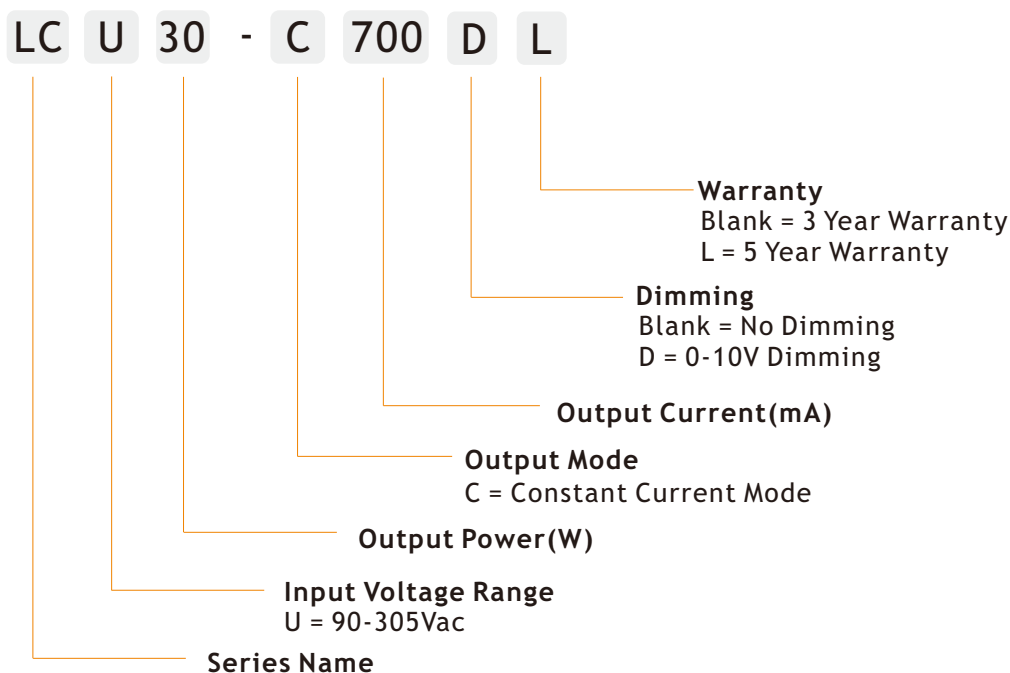 LC U 30 - C 700 D L
Warranty
Blank = 3 Year Warranty
L = 5 Year Warranty
Dimming
Blank = No Dimming
D = 0-10V Dimming
Output Current(mA)
Output Mode
C = Constant Current Mode
Output Power(W)
Input Voltage Range
U = 90-305Vac
Series Name